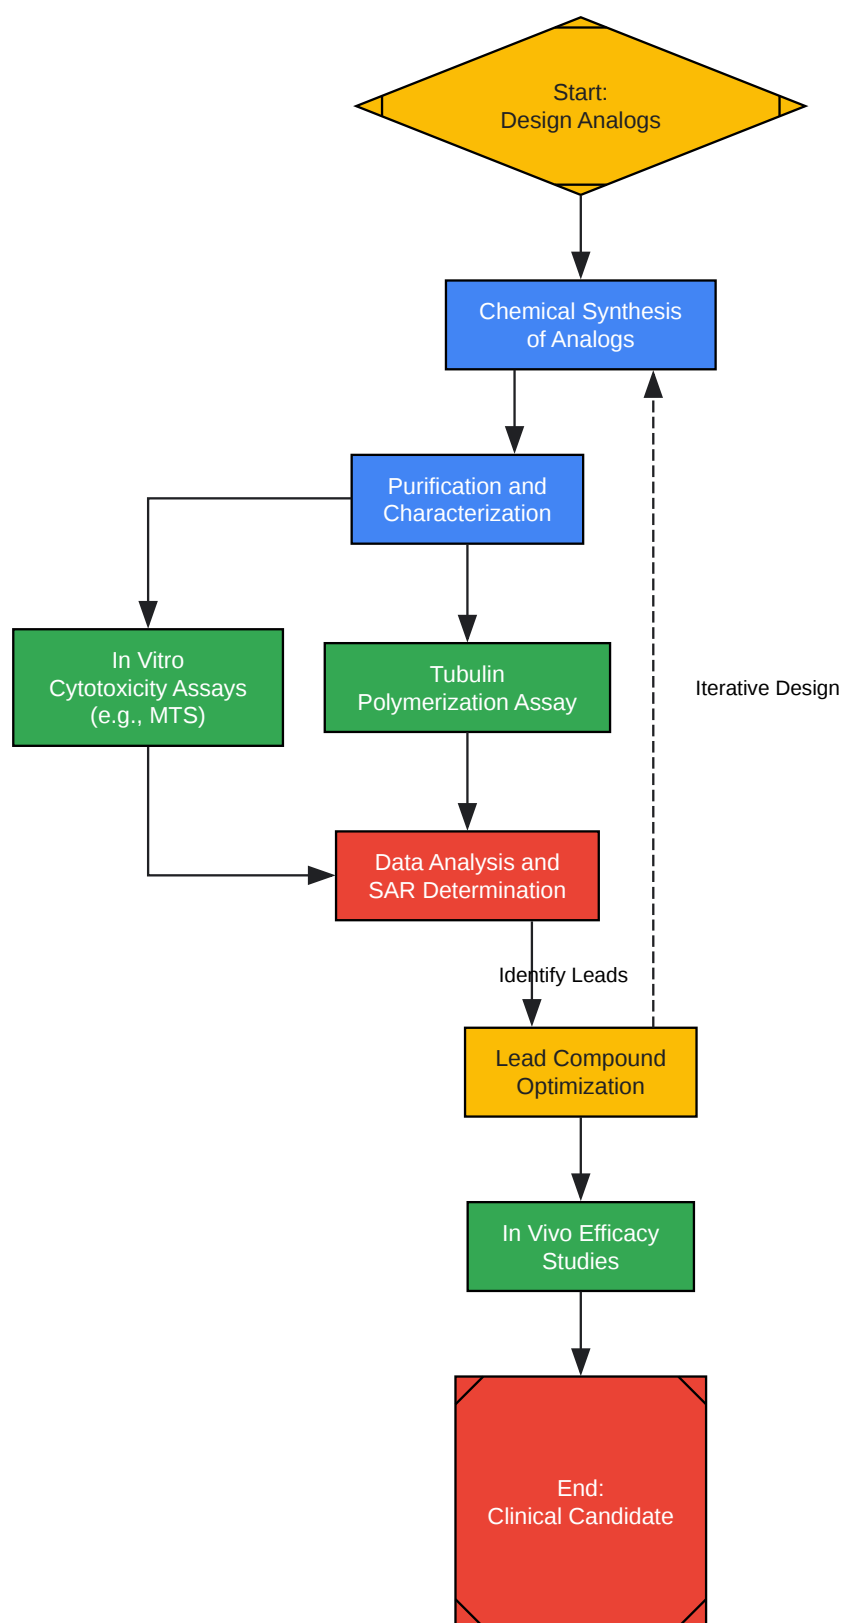 Start:
Design Analogs
Chemical Synthesis
of Analogs
Purification and
Characterization
In Vitro
Cytotoxicity Assays
(e.g., MTS)
Tubulin
Polymerization Assay
Iterative Design
Data Analysis and
SAR Determination
Identify Leads
Lead Compound
Optimization
In Vivo Efficacy
Studies
End:
Clinical Candidate